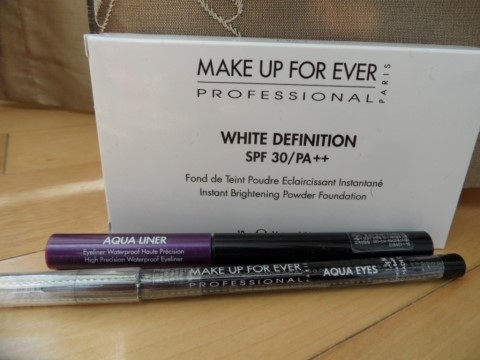 MAKE UP FOR EVER
PARIS
PROFESSIONAL
WHITE DEFINITION
SPF 30/PA++
Fond de Teint Poudre Eclaircissant Instantané
Instant Brightening Powder Foundation
AQUA LINER
Eyeliner Waterproof Haute Précision
High Precision Waterproof Eyeliner
MAKE UP FOR EVER
PROFESSIONAL
AQUA EYES